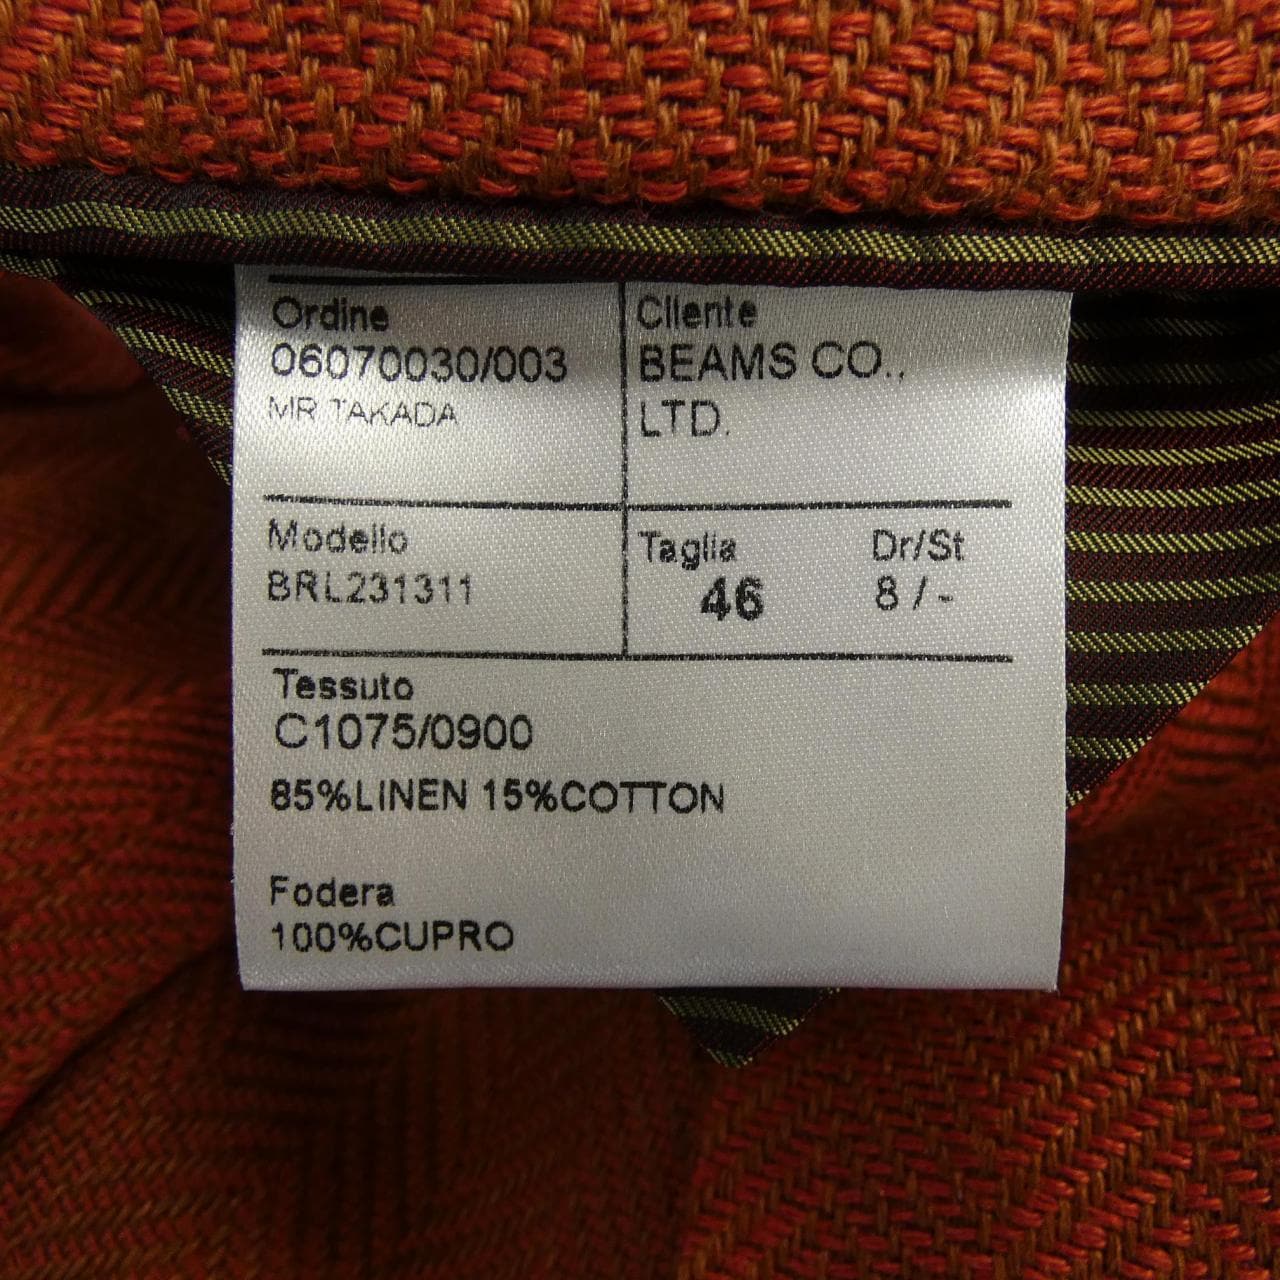 Ordine
06070030/003
MR TAKADA
Cliente
BEAMS CO.,
LTD.
Modello
BRL231311
Taglia
46
Dr/St
8 / -
Tessuto
C1075/0900
85%LINEN 15%COTTON
Fodera
100%CUPRO